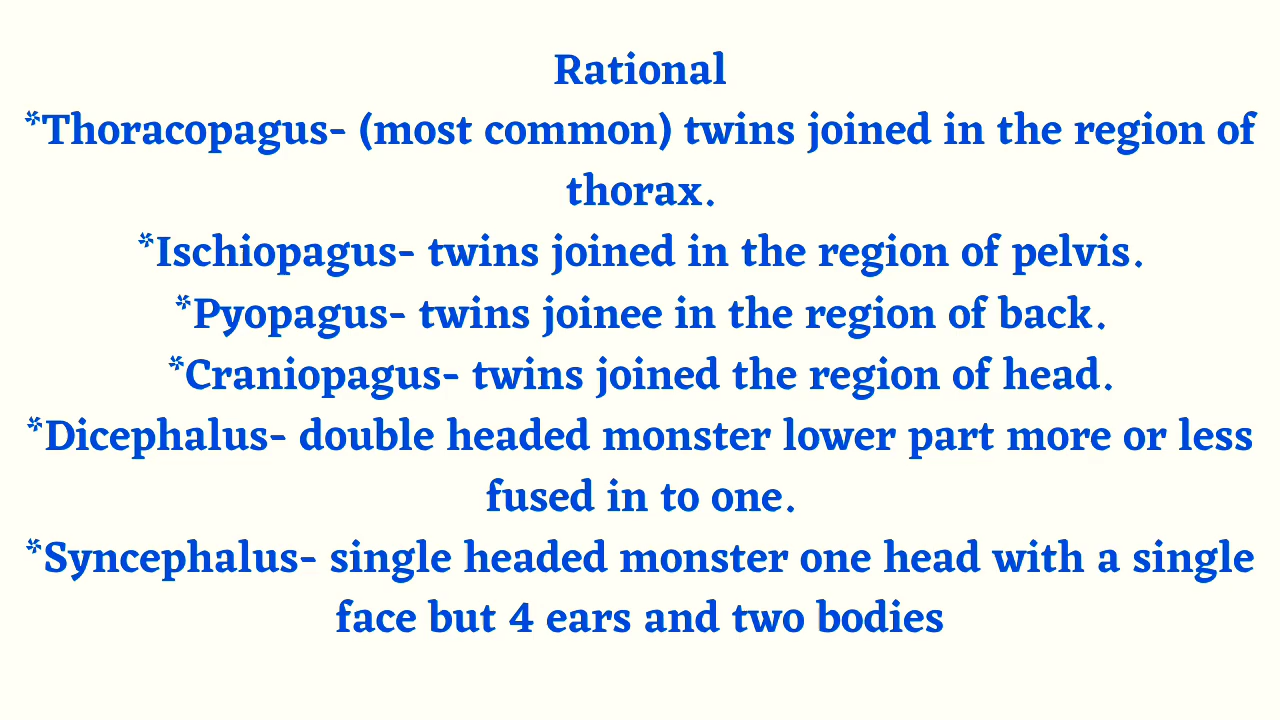 Rational
*Thoracopagus- (most common) twins joined in the region of
thorax.
*Ischiopagus- twins joined in the region of pelvis.
*Pyopagus- twins joinee in the region of back.
*Craniopagus- twins joined the region of head.
*Dicephalus- double headed monster lower part more or less
fused in to one.
*Syncephalus- single headed monster one head with a single
face but 4 ears and two bodies